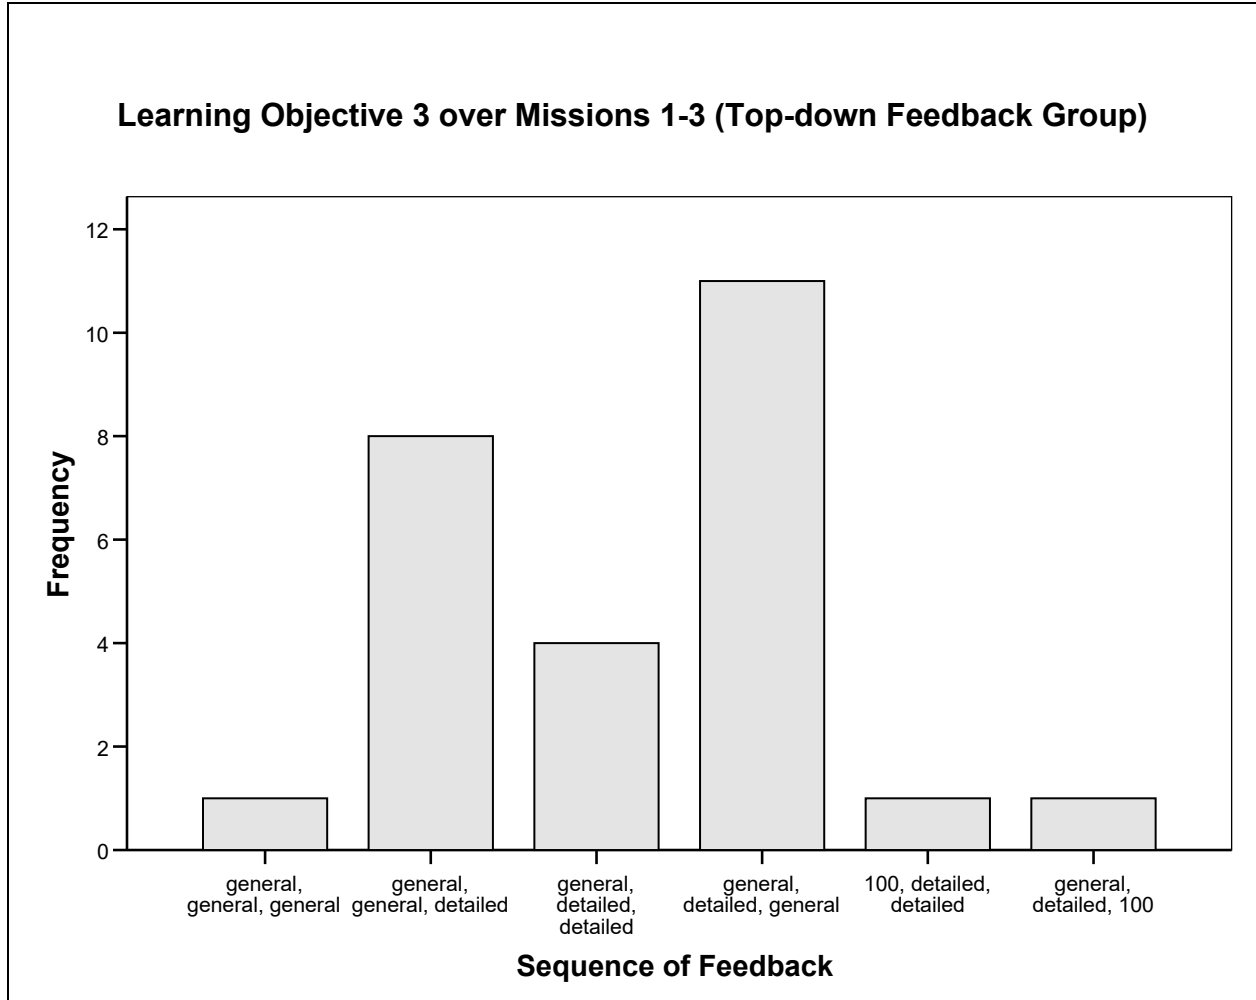 Learning Objective 3 over Missions 1-3 (Top-down Feedback Group)
12
10
8
6
4
2
0
Frequency
general,
general, general
general,
general, detailed
general,
detailed,
detailed
general,
detailed, general
100, detailed,
detailed
general,
detailed, 100
Sequence of Feedback